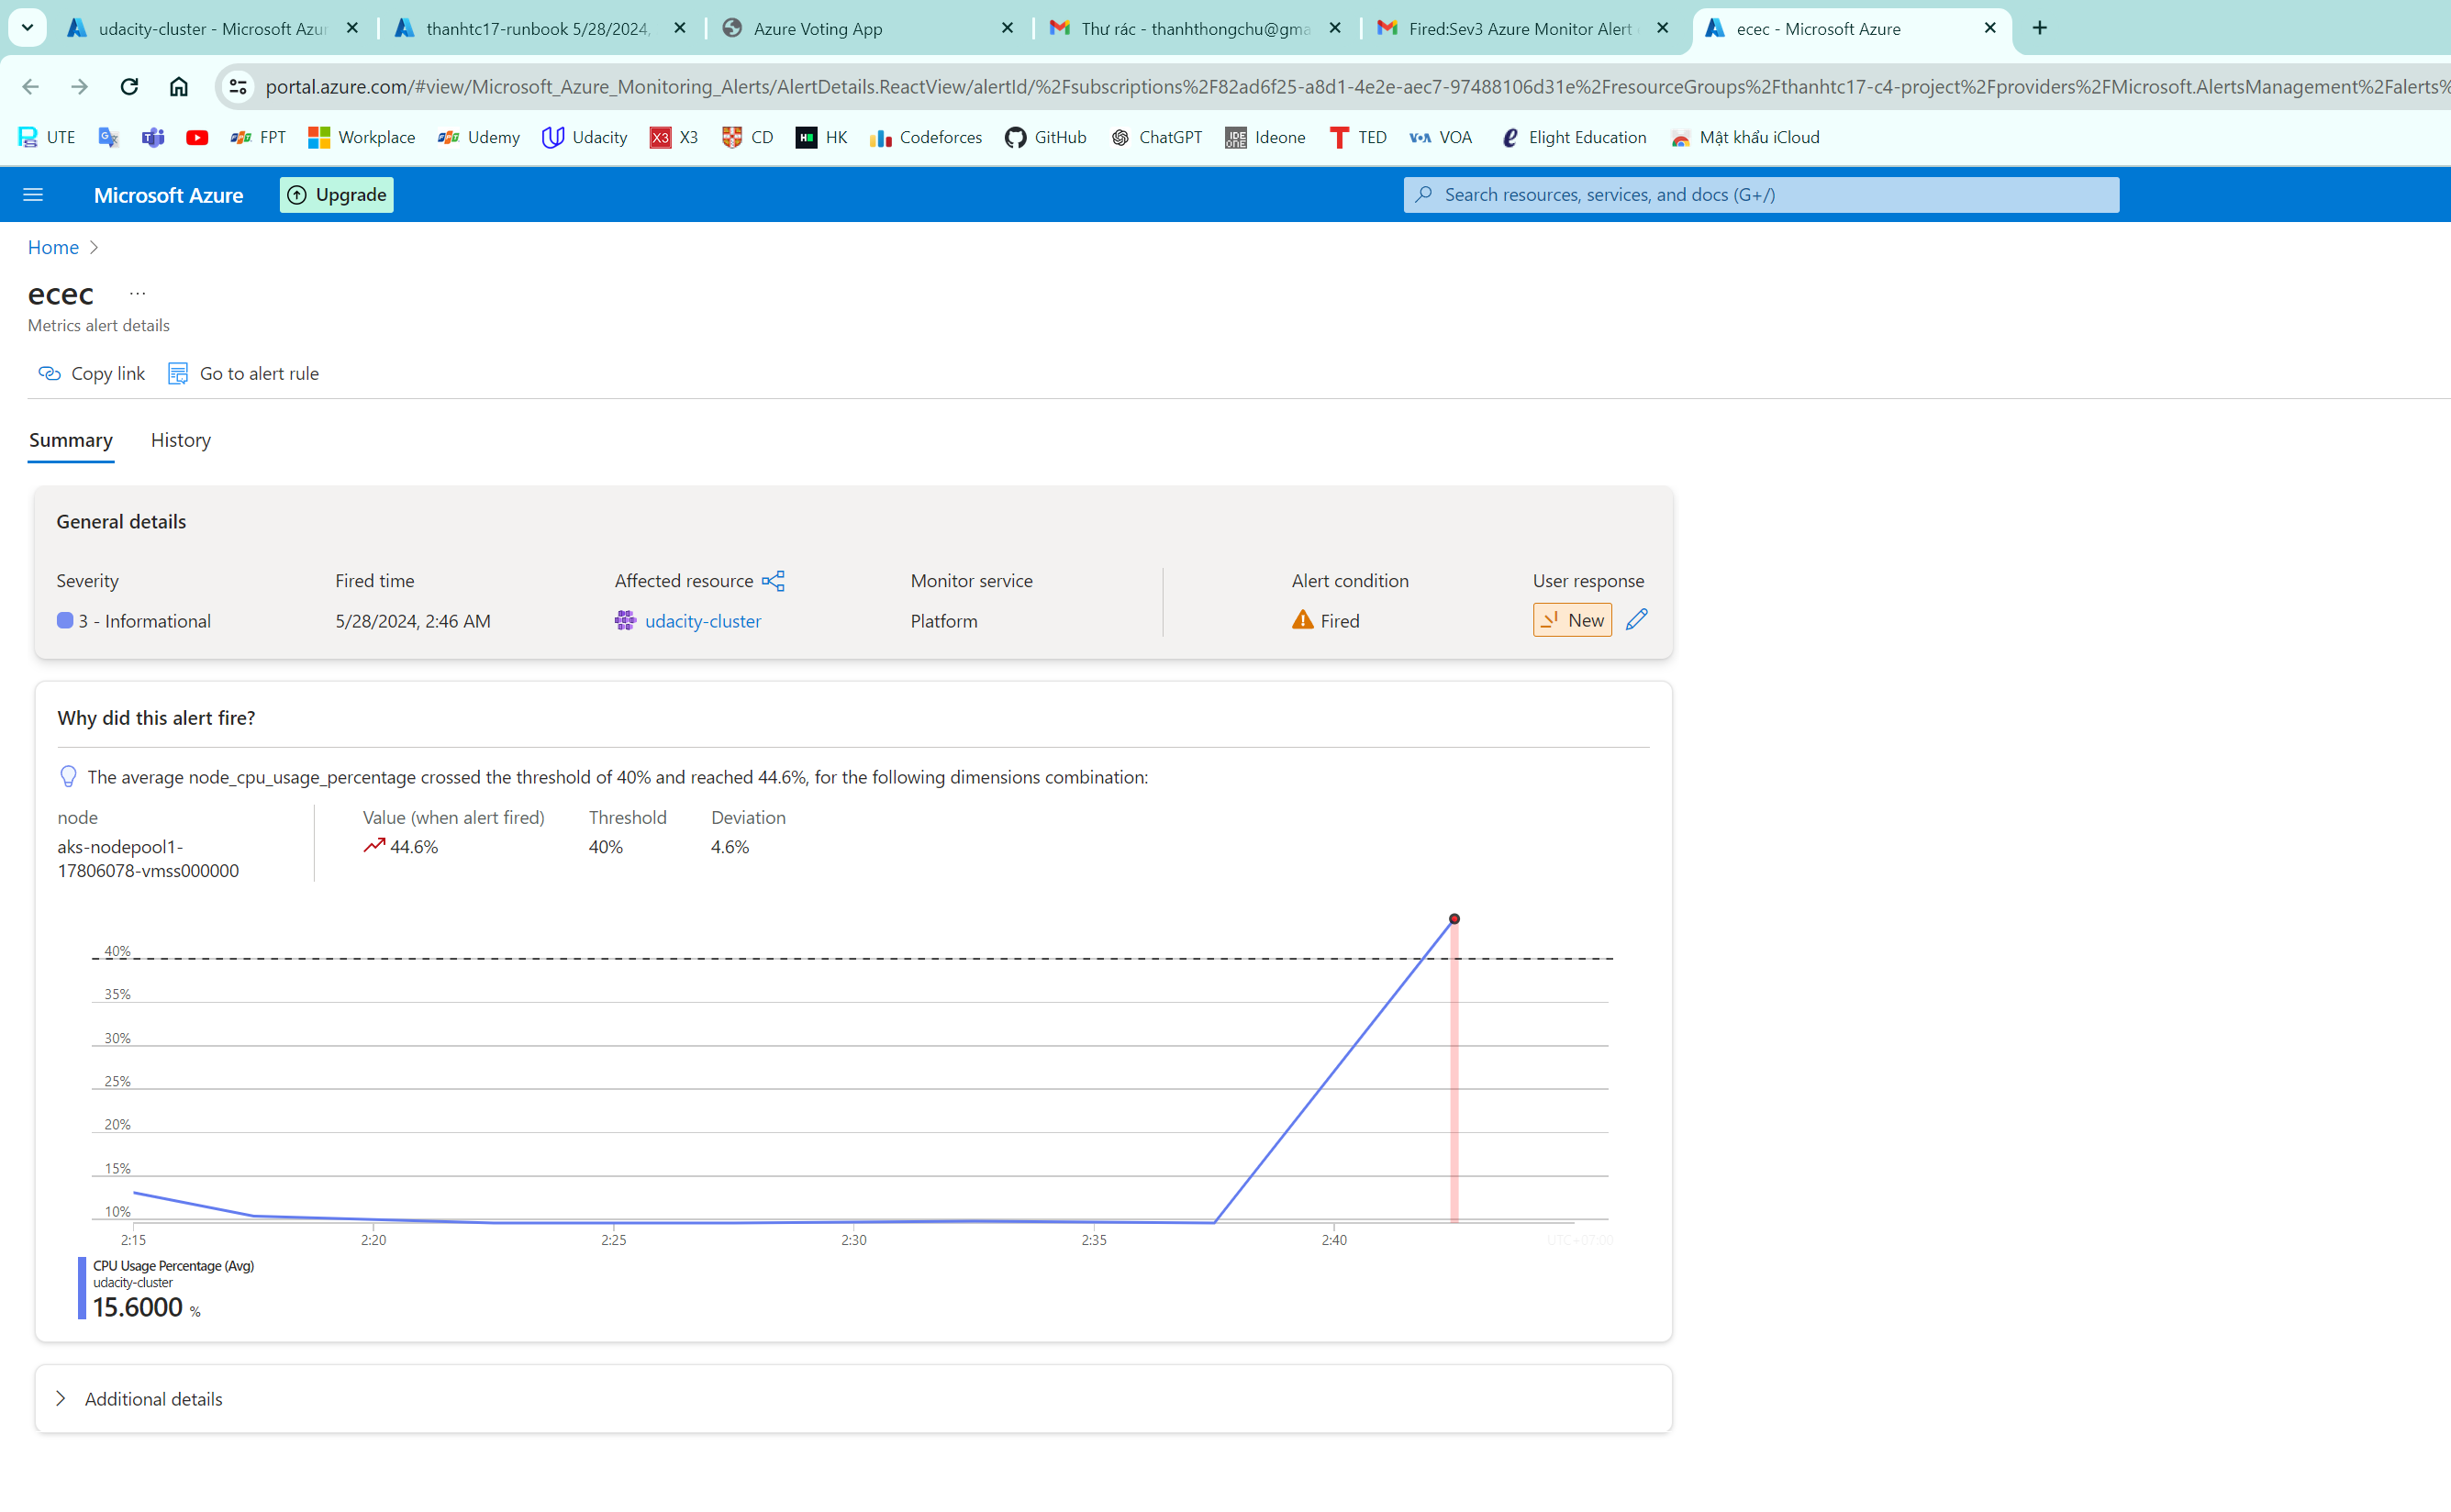 udacity-cluster - Microsoft Azur
thanhtc17-runbook 5/28/2024,
Azure Voting App
Thư rác - thanhthongchu@gma
Fired:Sev3 Azure Monitor Alert
ecec - Microsoft Azure
portal.azure.com/#view/Microsoft_Azure_Monitoring_Alerts/AlertDetails.ReactView/alertId/%2Fsubscriptions%2F82ad6f25-a8d1-4e2e-aec7-97488106d31e%2FresourceGroups%2Fthanhtc17-c4-project%2Fproviders%2FMicrosoft.AlertsManagement%2Falerts%
UTE FPT Workplace Udemy Udacity X3 CD HK Codeforces GitHub ChatGPT Ideone TED VOA Elight Education Mật khẩu iCloud
Microsoft Azure
Upgrade
Search resources, services, and docs (G+/)
Home
ecec ...
Metrics alert details
Copy link
Go to alert rule
Summary
History
General details
Severity Fired time Affected resource Monitor service Alert condition User response
3 - Informational 5/28/2024, 2:46 AM udacity-cluster Platform Fired New
Why did this alert fire?
The average node_cpu_usage_percentage crossed the threshold of 40% and reached 44.6%, for the following dimensions combination:
node Value (when alert fired) Threshold Deviation
aks-nodepool1- 44.6% 40% 4.6%
17806078-vmss000000
40%
35%
30%
25%
20%
15%
10%
2:15 2:20 2:25 2:30 2:35 2:40 UTC+07:00
CPU Usage Percentage (Avg)
udacity-cluster
15.6000 %
Additional details